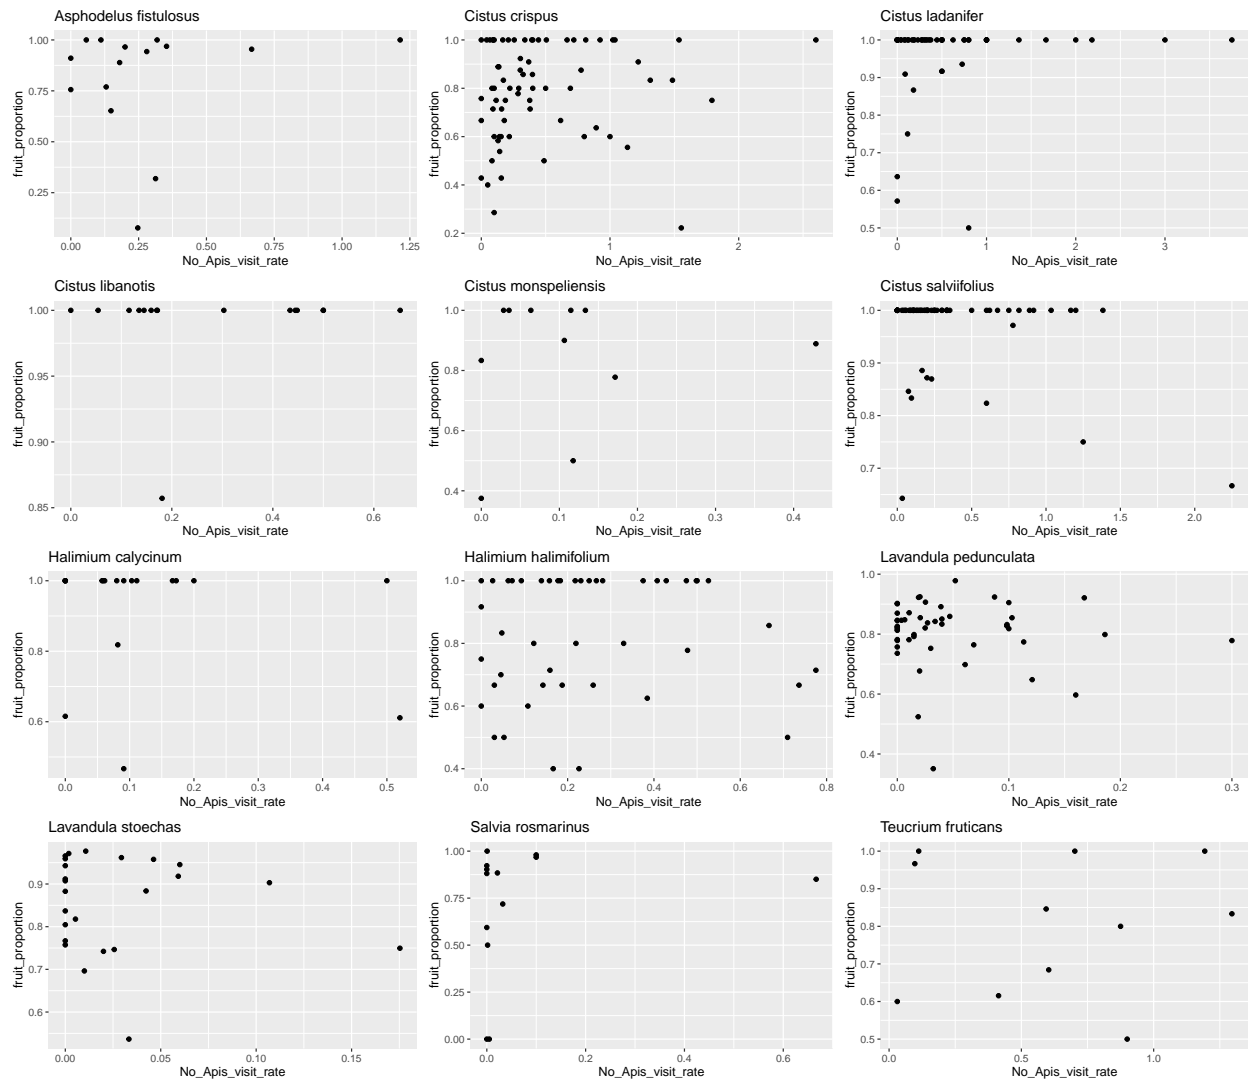 Asphodelus fistulosus
1.00
0.75
0.50
0.25
fruit_proportion
0.00 0.25 0.50 0.75 1.00 1.25
No_Apis_visit_rate
Cistus crispus
1.0
0.8
0.6
0.4
0.2
fruit_proportion
0 1 2
No_Apis_visit_rate
Cistus ladanifer
1.0
0.9
0.8
0.7
0.6
0.5
fruit_proportion
0 1 2 3
No_Apis_visit_rate
Cistus libanotis
1.00
0.95
0.90
0.85
fruit_proportion
0.0 0.2 0.4 0.6
No_Apis_visit_rate
Cistus monspeliensis
1.0
0.8
0.6
0.4
fruit_proportion
0.0 0.1 0.2 0.3 0.4
No_Apis_visit_rate
Cistus salviifolius
1.0
0.9
0.8
0.7
fruit_proportion
0.0 0.5 1.0 1.5 2.0
No_Apis_visit_rate
Halimium calycinum
1.0
0.8
0.6
fruit_proportion
0.0 0.1 0.2 0.3 0.4 0.5
No_Apis_visit_rate
Halimium halimifolium
1.0
0.8
0.6
0.4
fruit_proportion
0.0 0.2 0.4 0.6 0.8
No_Apis_visit_rate
Lavandula pedunculata
1.0
0.8
0.6
0.4
fruit_proportion
0.0 0.1 0.2 0.3
No_Apis_visit_rate
Lavandula stoechas
0.9
0.8
0.7
0.6
fruit_proportion
0.00 0.05 0.10 0.15
No_Apis_visit_rate
Salvia rosmarinus
1.00
0.75
0.50
0.25
0.00
fruit_proportion
0.0 0.2 0.4 0.6
No_Apis_visit_rate
Teucrium fruticans
1.0
0.9
0.8
0.7
0.6
0.5
fruit_proportion
0.0 0.5 1.0
No_Apis_visit_rate